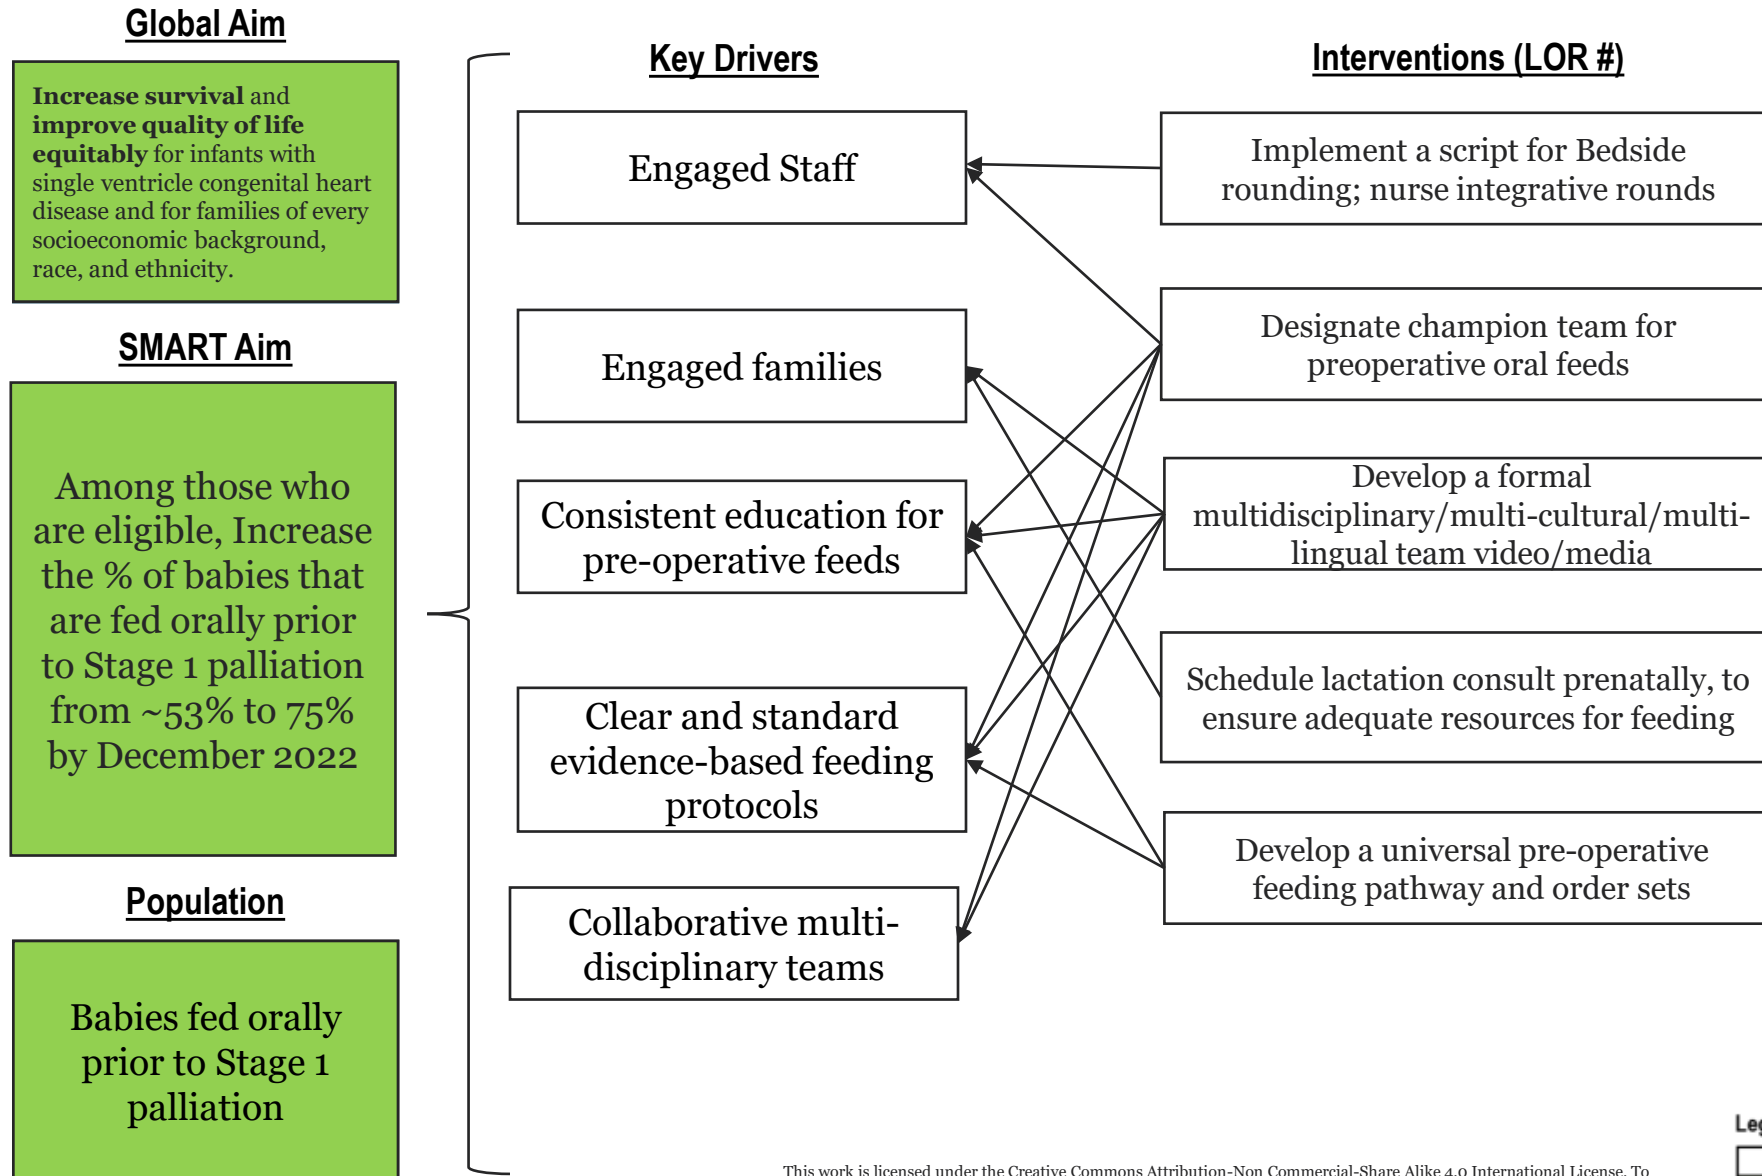 Global Aim
Increase survival and
improve quality of life
equitably for infants with
single ventricle congenital heart
disease and for families of every
socioeconomic background,
race, and ethnicity.
SMART Aim
Among those who
are eligible, Increase
the % of babies that
are fed orally prior
to Stage 1 palliation
from ~53% to 75%
by December 2022
Population
Babies fed orally
prior to Stage 1
palliation
Key Drivers
Engaged Staff
Engaged families
Consistent education for
pre-operative feeds
Clear and standard
evidence-based feeding
protocols
Collaborative multi-
disciplinary teams
Interventions (LOR #)
Implement a script for Bedside
rounding; nurse integrative rounds
Designate champion team for
preoperative oral feeds
Develop a formal
multidisciplinary/multi-cultural/multi-
lingual team video/media
Schedule lactation consult prenatally, to
ensure adequate resources for feeding
Develop a universal pre-operative
feeding pathway and order sets
This work is licensed under the Creative Commons Attribution-Non Commercial-Share Alike 4.0 International License. To